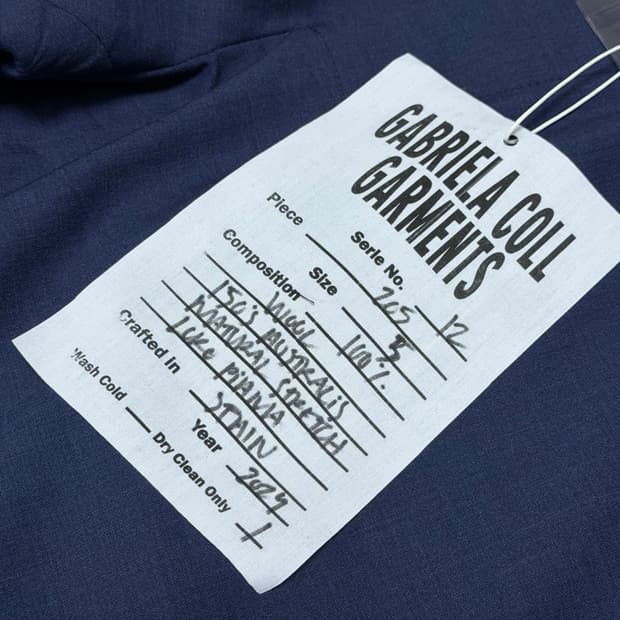 GABRIELA COLL
GARMENTS
Serie No. 12
Piece 205
Size 3
Composition
WOOL 100%
150'S AUSTRALIS
NATURAL STRETCH
LORO PIANA
Crafted in SPAIN
Year 2024
Wash Cold
Dry Clean Only /